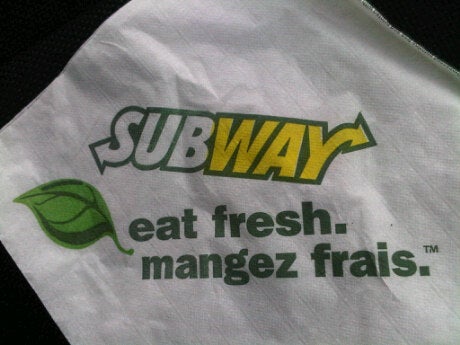 SUBWAY
eat fresh.
mangez frais.™